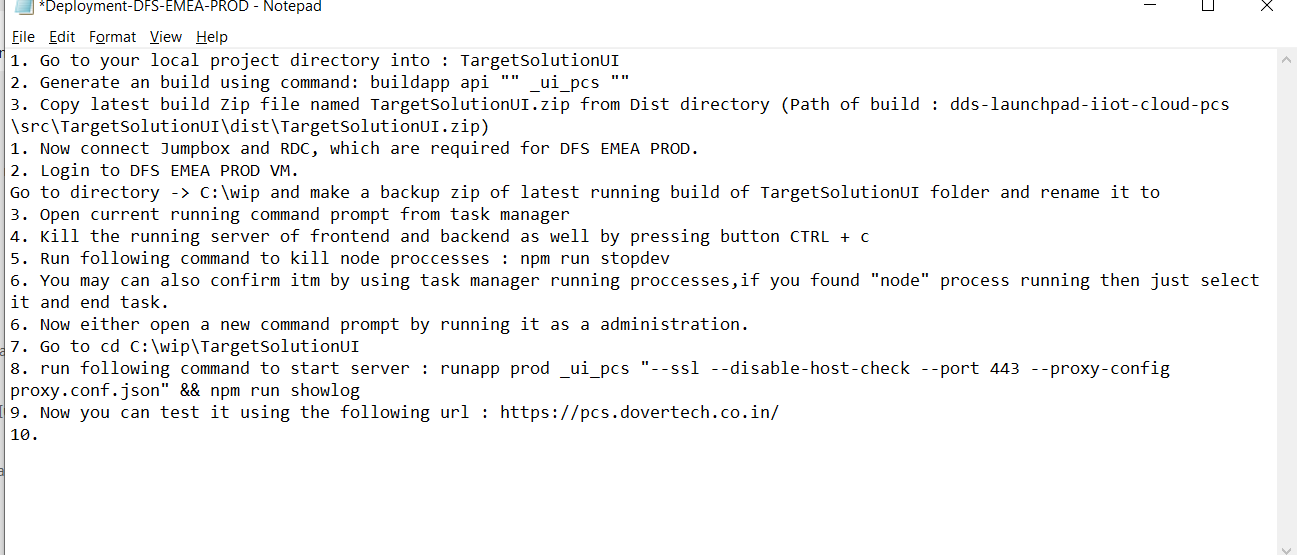 *Deployment-DFS-EMEA-PROD - Notepad
File Edit Format View Help
1. Go to your local project directory into : TargetSolutionUI
2. Generate an build using command: buildapp api "" _ui_pcs ""
3. Copy latest build Zip file named TargetSolutionUI.zip from Dist directory (Path of build : dds-launchpad-iiot-cloud-pcs
\src\TargetSolutionUI\dist\TargetSolutionUI.zip)
1. Now connect Jumpbox and RDC, which are required for DFS EMEA PROD.
2. Login to DFS EMEA PROD VM.
Go to directory -> C:\wip and make a backup zip of latest running build of TargetSolutionUI folder and rename it to
3. Open current running command prompt from task manager
4. Kill the running server of frontend and backend as well by pressing button CTRL + c
5. Run following command to kill node proccesses : npm run stopdev
6. You may can also confirm itm by using task manager running proccesses,if you found "node" process running then just select
it and end task.
6. Now either open a new command prompt by running it as a administration.
7. Go to cd C:\wip\TargetSolutionUI
8. run following command to start server : runapp prod _ui_pcs "--ssl --disable-host-check --port 443 --proxy-config
proxy.conf.json" && npm run showlog
9. Now you can test it using the following url : https://pcs.dovertech.co.in/
10.